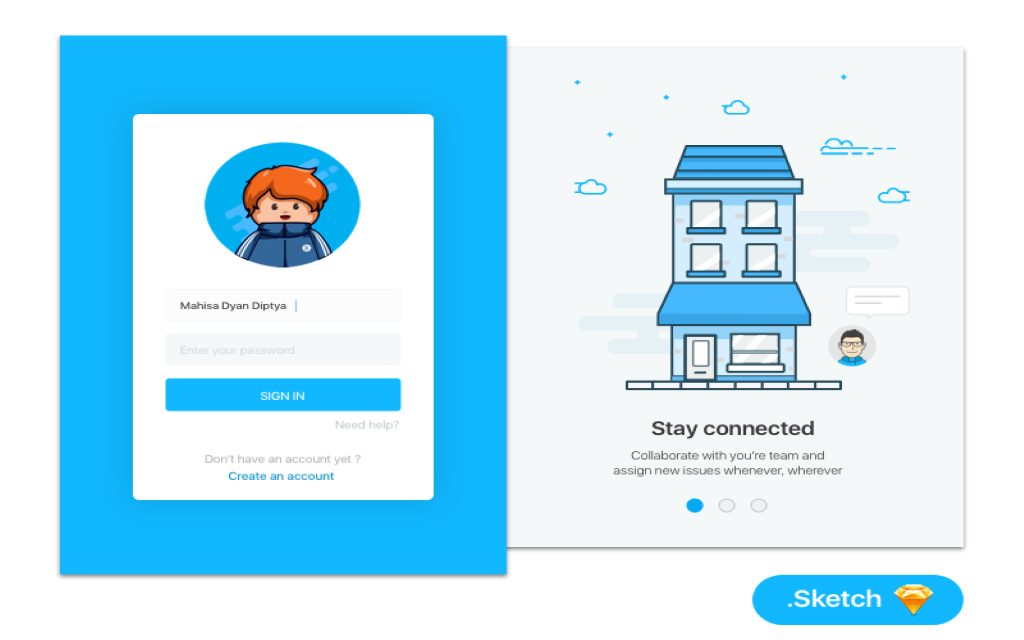 Mahisa Dyan Diptya
Enter your password
SIGN IN
Need help?
Don't have an account yet ?
Create an account
Stay connected
Collaborate with you're team and
assign new issues whenever, wherever
.Sketch